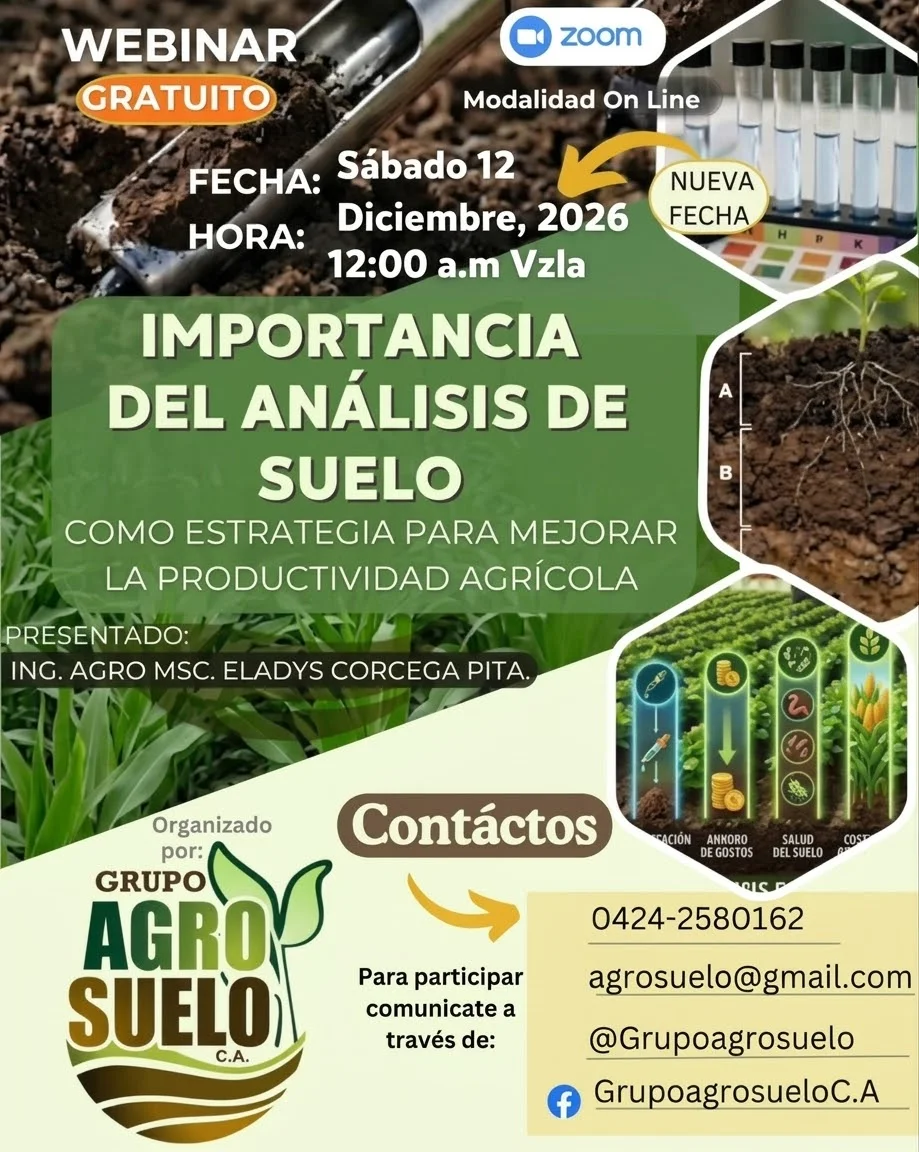 WEBINAR
GRATUITO
zoom
Modalidad On Line
FECHA: Sábado 12
Diciembre, 2026
HORA:
12:00 a.m Vzla
NUEVA
FECHA
H P K
IMPORTANCIA
DEL ANÁLISIS DE
SUELO
COMO ESTRATEGIA PARA MEJORAR
LA PRODUCTIVIDAD AGRÍCOLA
A
B
PRESENTADO:
ING. AGRO MSC. ELADYS CORCEGA PITA.
ANKORO
DE GOSTOS
SALUD
DEL SUELO
Organizado
por:
GRUPO
AGRO
SUELO
C.A.
Contáctos
Para participar
comunicate a
través de:
0424-2580162
agrosuelo@gmail.com
@Grupoagrosuelo
GrupoagrosueloC.A